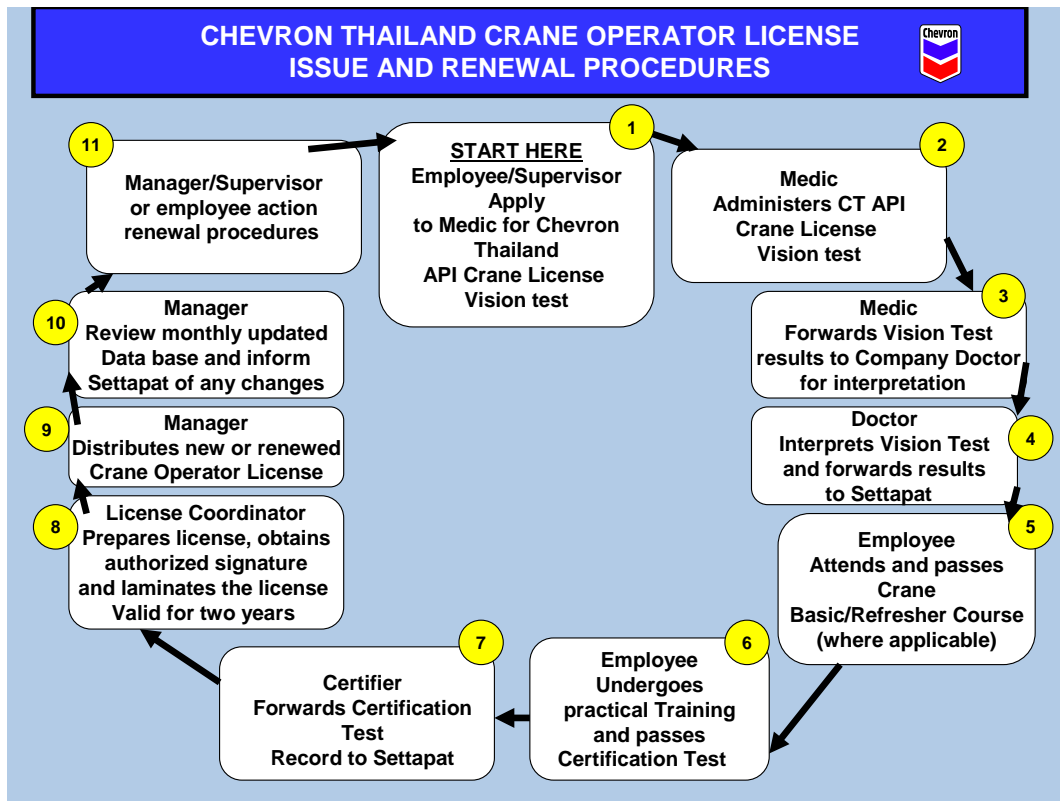 CHEVRON THAILAND CRANE OPERATOR LICENSE
ISSUE AND RENEWAL PROCEDURES
Chevron
1
START HERE
Employee/Supervisor
Apply
to Medic for Chevron
Thailand
API Crane License
Vision test
2
Medic
Administers CT API
Crane License
Vision test
3
Medic
Forwards Vision Test
results to Company Doctor
for interpretation
4
Doctor
Interprets Vision Test
and forwards results
to Settapat
5
Employee
Attends and passes
Crane
Basic/Refresher Course
(where applicable)
6
Employee
Undergoes
practical Training
and passes
Certification Test
7
Certifier
Forwards Certification
Test
Record to Settapat
8
License Coordinator
Prepares license, obtains
authorized signature
and laminates the license
Valid for two years
9
Manager
Distributes new or renewed
Crane Operator License
10
Manager
Review monthly updated
Data base and inform
Settapat of any changes
11
Manager/Supervisor
or employee action
renewal procedures